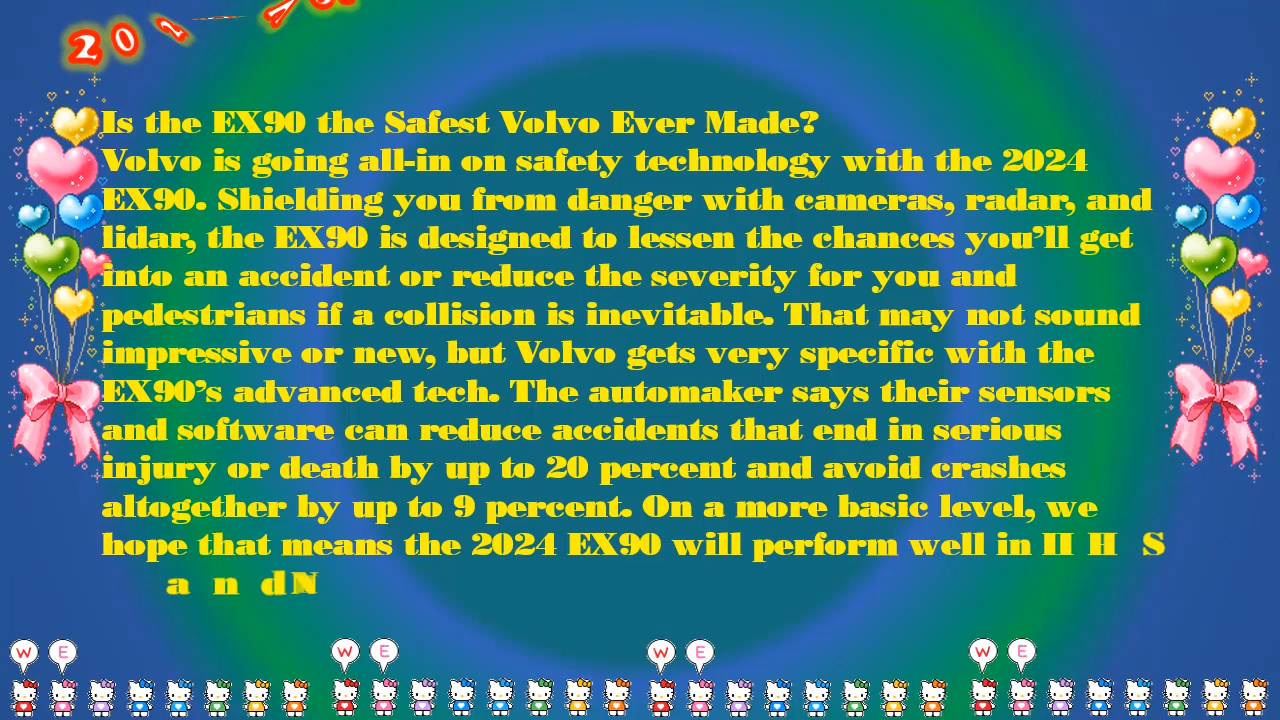 Is the EX90 the Safest Volvo Ever Made?
Volvo is going all-in on safety technology with the 2024
EX90. Shielding you from danger with cameras, radar, and
lidar, the EX90 is designed to lessen the chances you’ll get
into an accident or reduce the severity for you and
pedestrians if a collision is inevitable. That may not sound
impressive or new, but Volvo gets very specific with the
EX90’s advanced tech. The automaker says their sensors
and software can reduce accidents that end in serious
injury or death by up to 20 percent and avoid crashes
altogether by up to 9 percent. On a more basic level, we
hope that means the 2024 EX90 will perform well in II H S
a n d N
W E W E W E W E